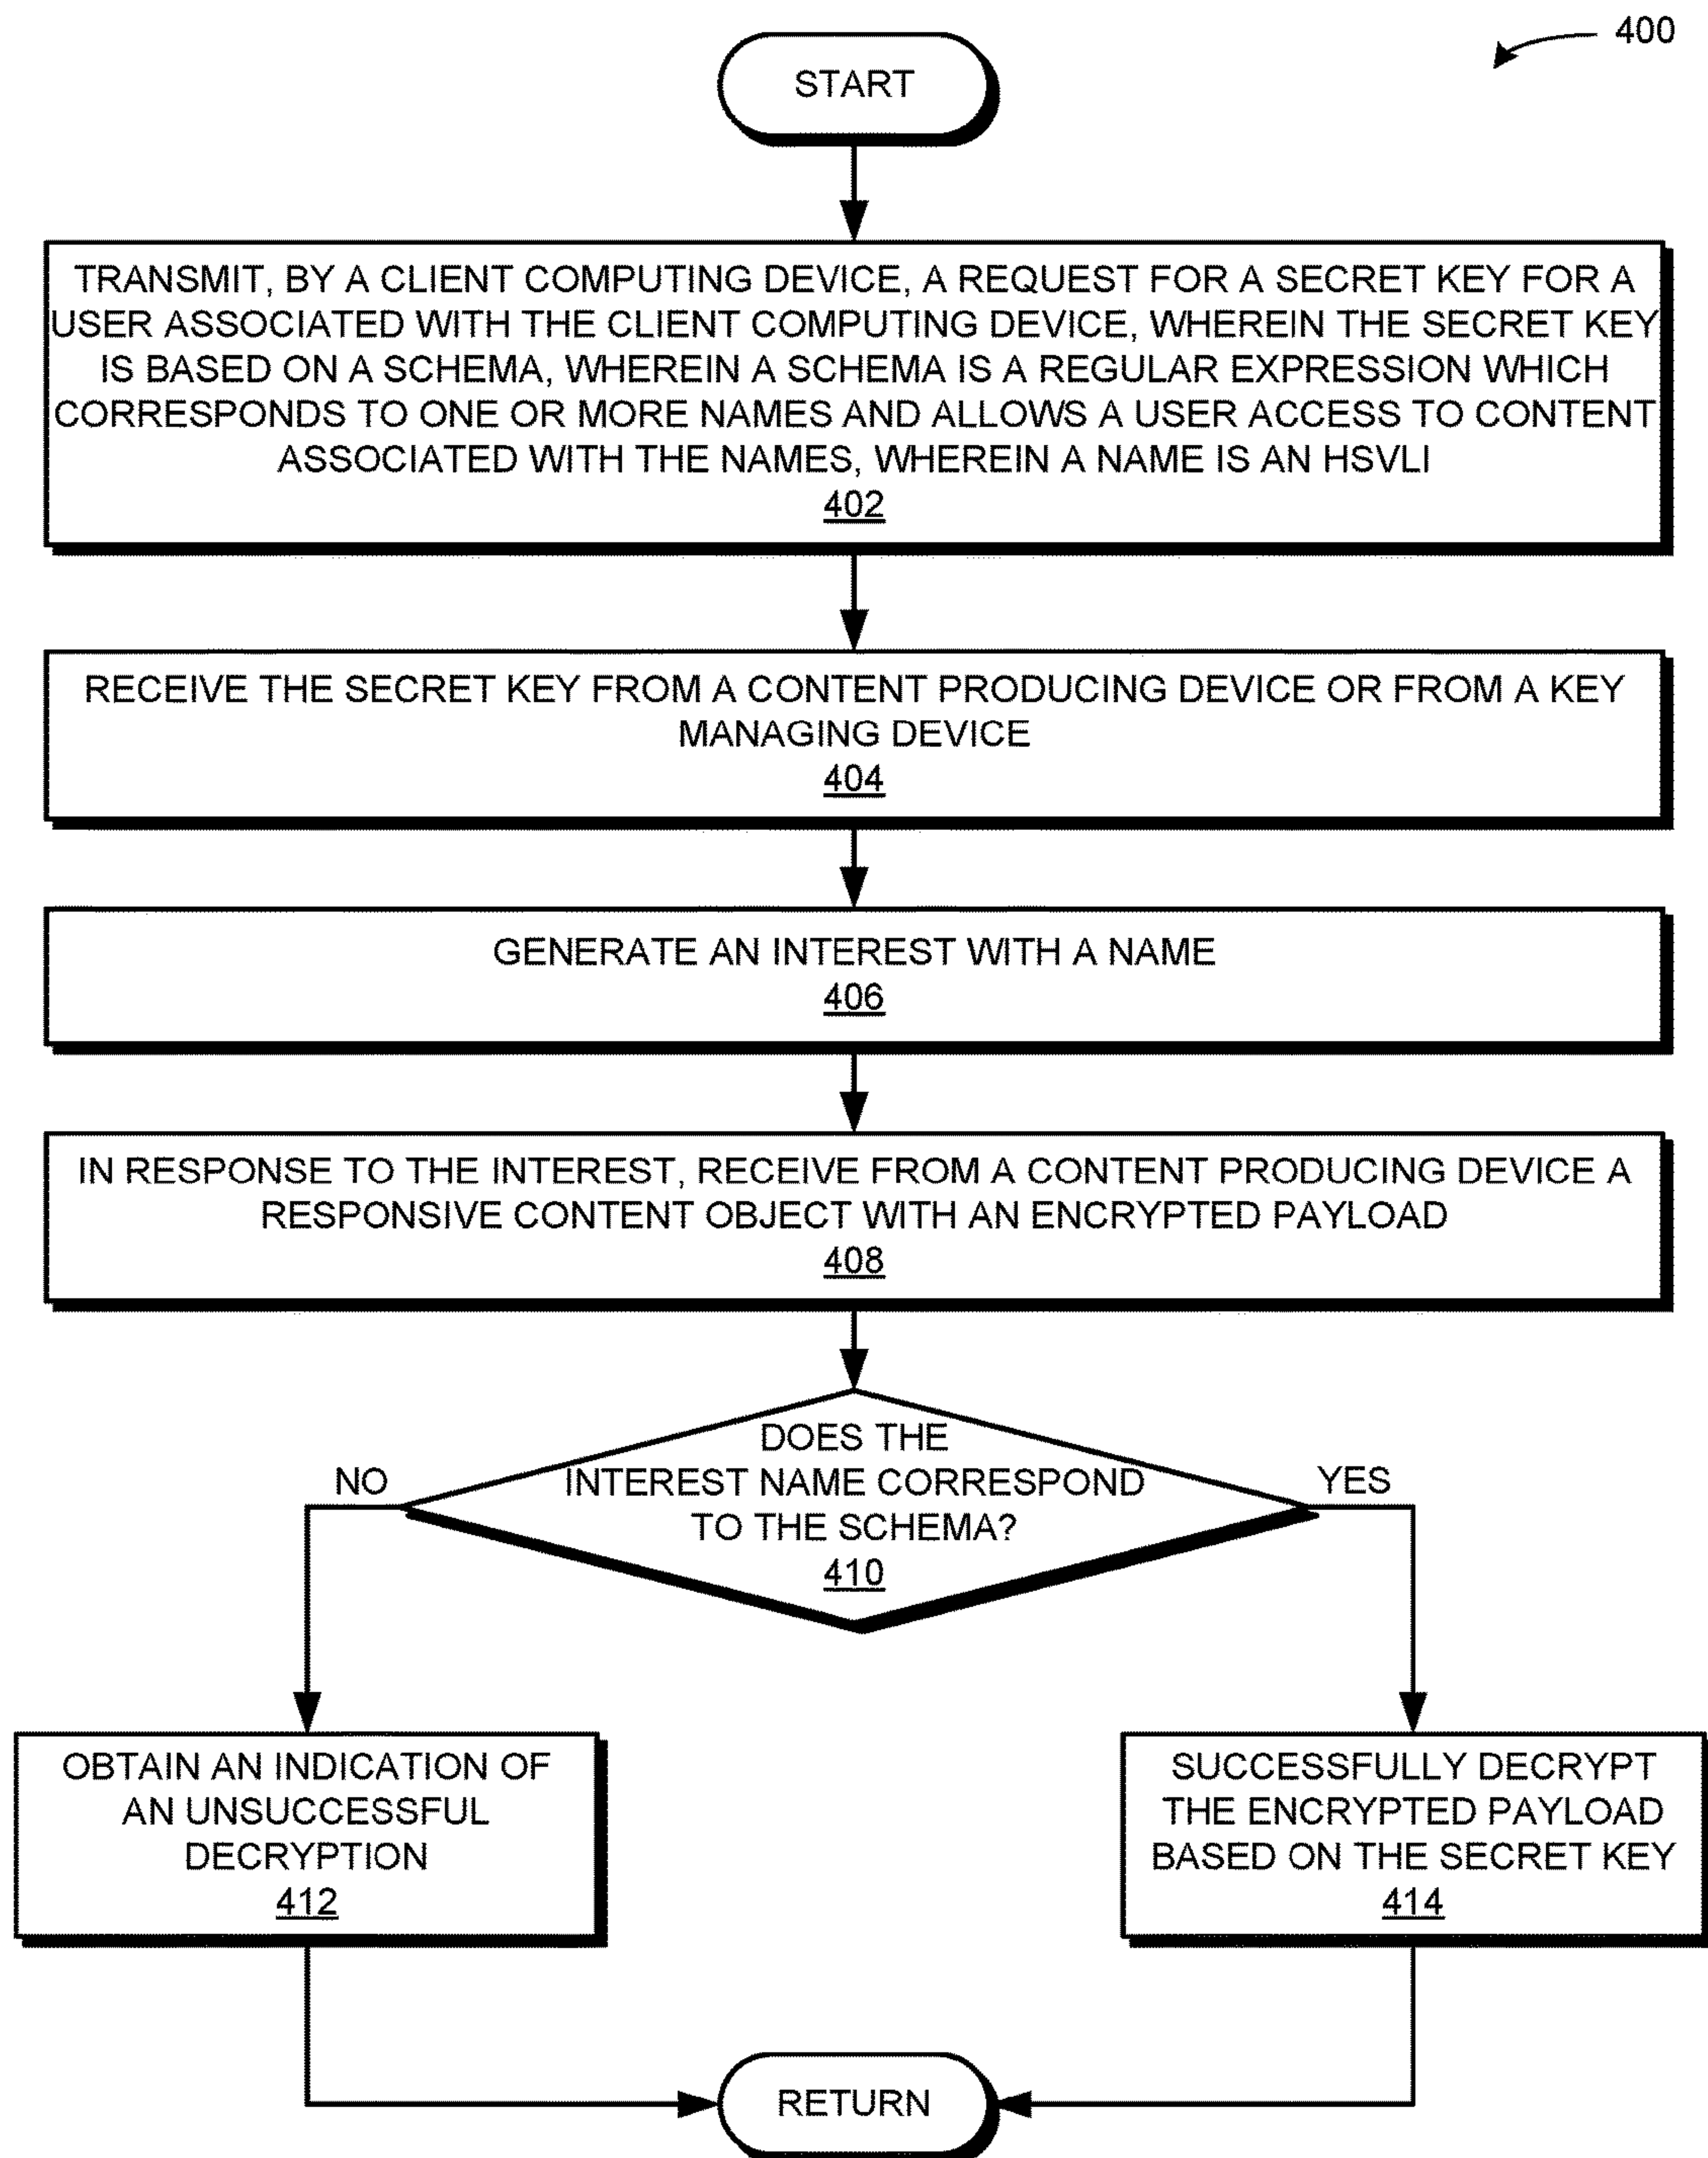 400
START
TRANSMIT, BY A CLIENT COMPUTING DEVICE, A REQUEST FOR A SECRET KEY FOR A
USER ASSOCIATED WITH THE CLIENT COMPUTING DEVICE, WHEREIN THE SECRET KEY
IS BASED ON A SCHEMA, WHEREIN A SCHEMA IS A REGULAR EXPRESSION WHICH
CORRESPONDS TO ONE OR MORE NAMES AND ALLOWS A USER ACCESS TO CONTENT
ASSOCIATED WITH THE NAMES, WHEREIN A NAME IS AN HSVLI
402
RECEIVE THE SECRET KEY FROM A CONTENT PRODUCING DEVICE OR FROM A KEY
MANAGING DEVICE
404
GENERATE AN INTEREST WITH A NAME
406
IN RESPONSE TO THE INTEREST, RECEIVE FROM A CONTENT PRODUCING DEVICE A
RESPONSIVE CONTENT OBJECT WITH AN ENCRYPTED PAYLOAD
408
DOES THE
INTEREST NAME CORRESPOND
TO THE SCHEMA?
410
NO
YES
OBTAIN AN INDICATION OF
AN UNSUCCESSFUL
DECRYPTION
412
SUCCESSFULLY DECRYPT
THE ENCRYPTED PAYLOAD
BASED ON THE SECRET KEY
414
RETURN